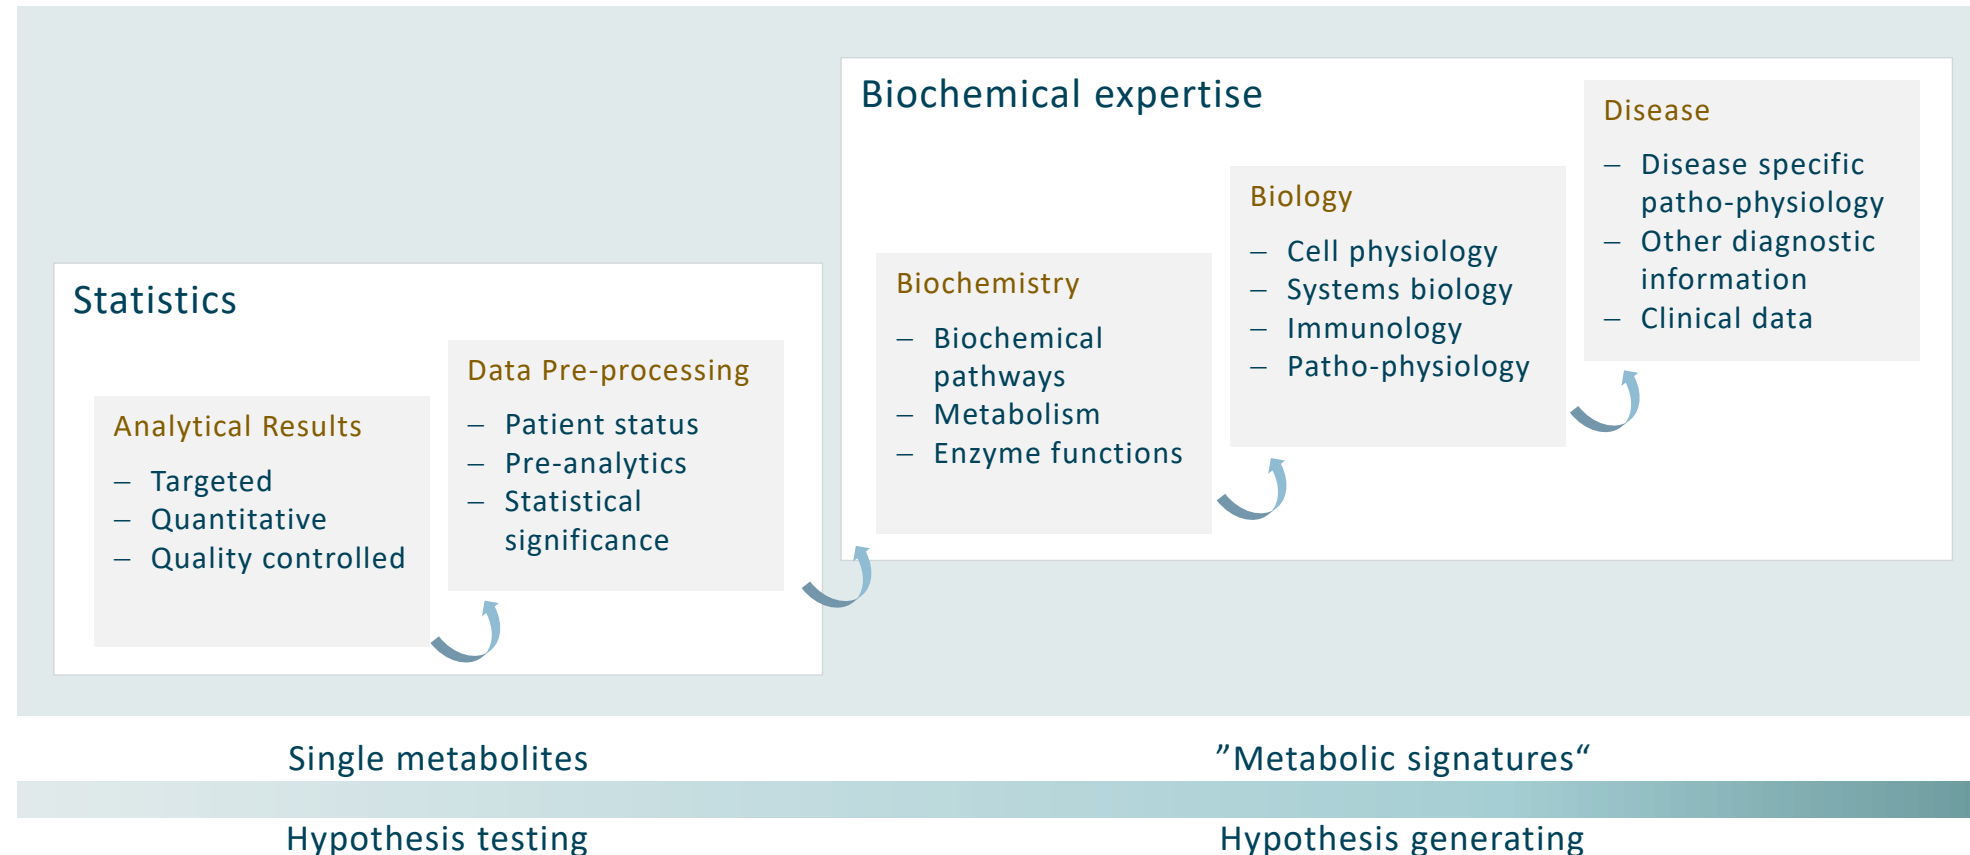 Statistics
Analytical Results
– Targeted
– Quantitative
– Quality controlled
Data Pre-processing
– Patient status
– Pre-analytics
– Statistical
significance
Biochemical expertise
Biochemistry
– Biochemical
pathways
– Metabolism
– Enzyme functions
Biology
– Cell physiology
– Systems biology
– Immunology
– Patho-physiology
Disease
– Disease specific
patho-physiology
– Other diagnostic
information
– Clinical data
Single metabolites
”Metabolic signatures“
Hypothesis testing
Hypothesis generating